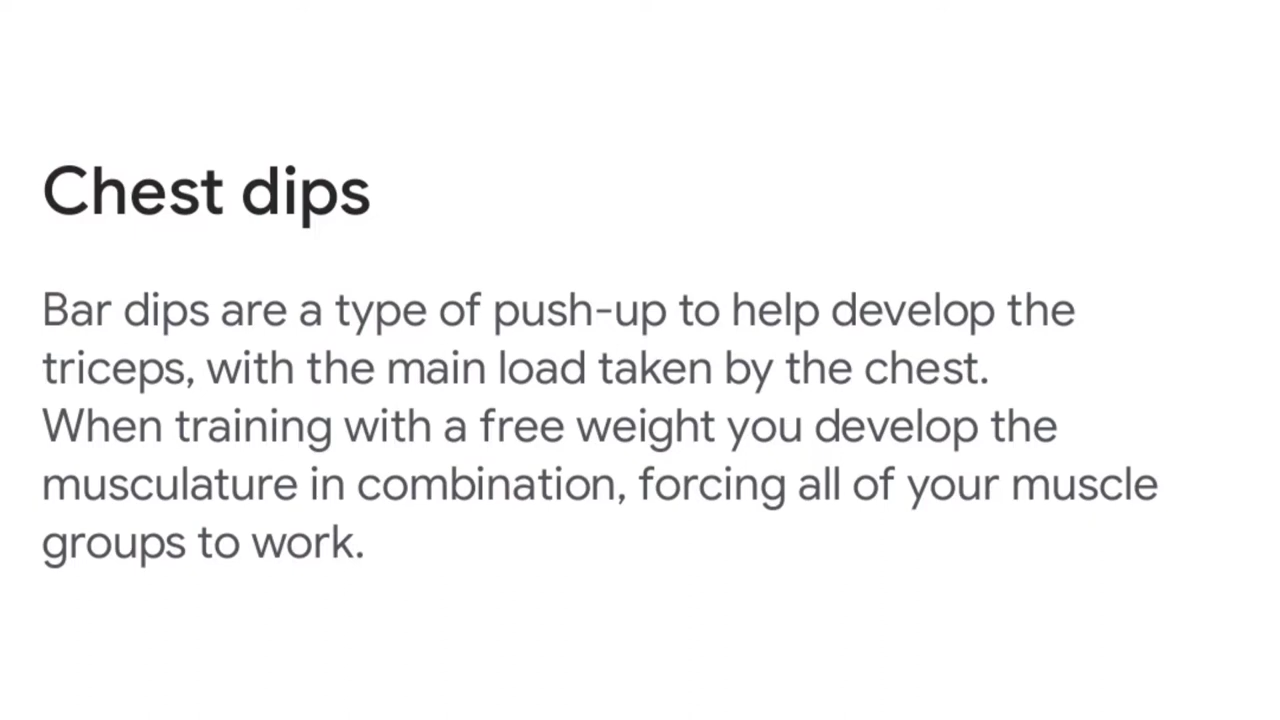 Chest dips
Bar dips are a type of push-up to help develop the
triceps, with the main load taken by the chest.
When training with a free weight you develop the
musculature in combination, forcing all of your muscle
groups to work.